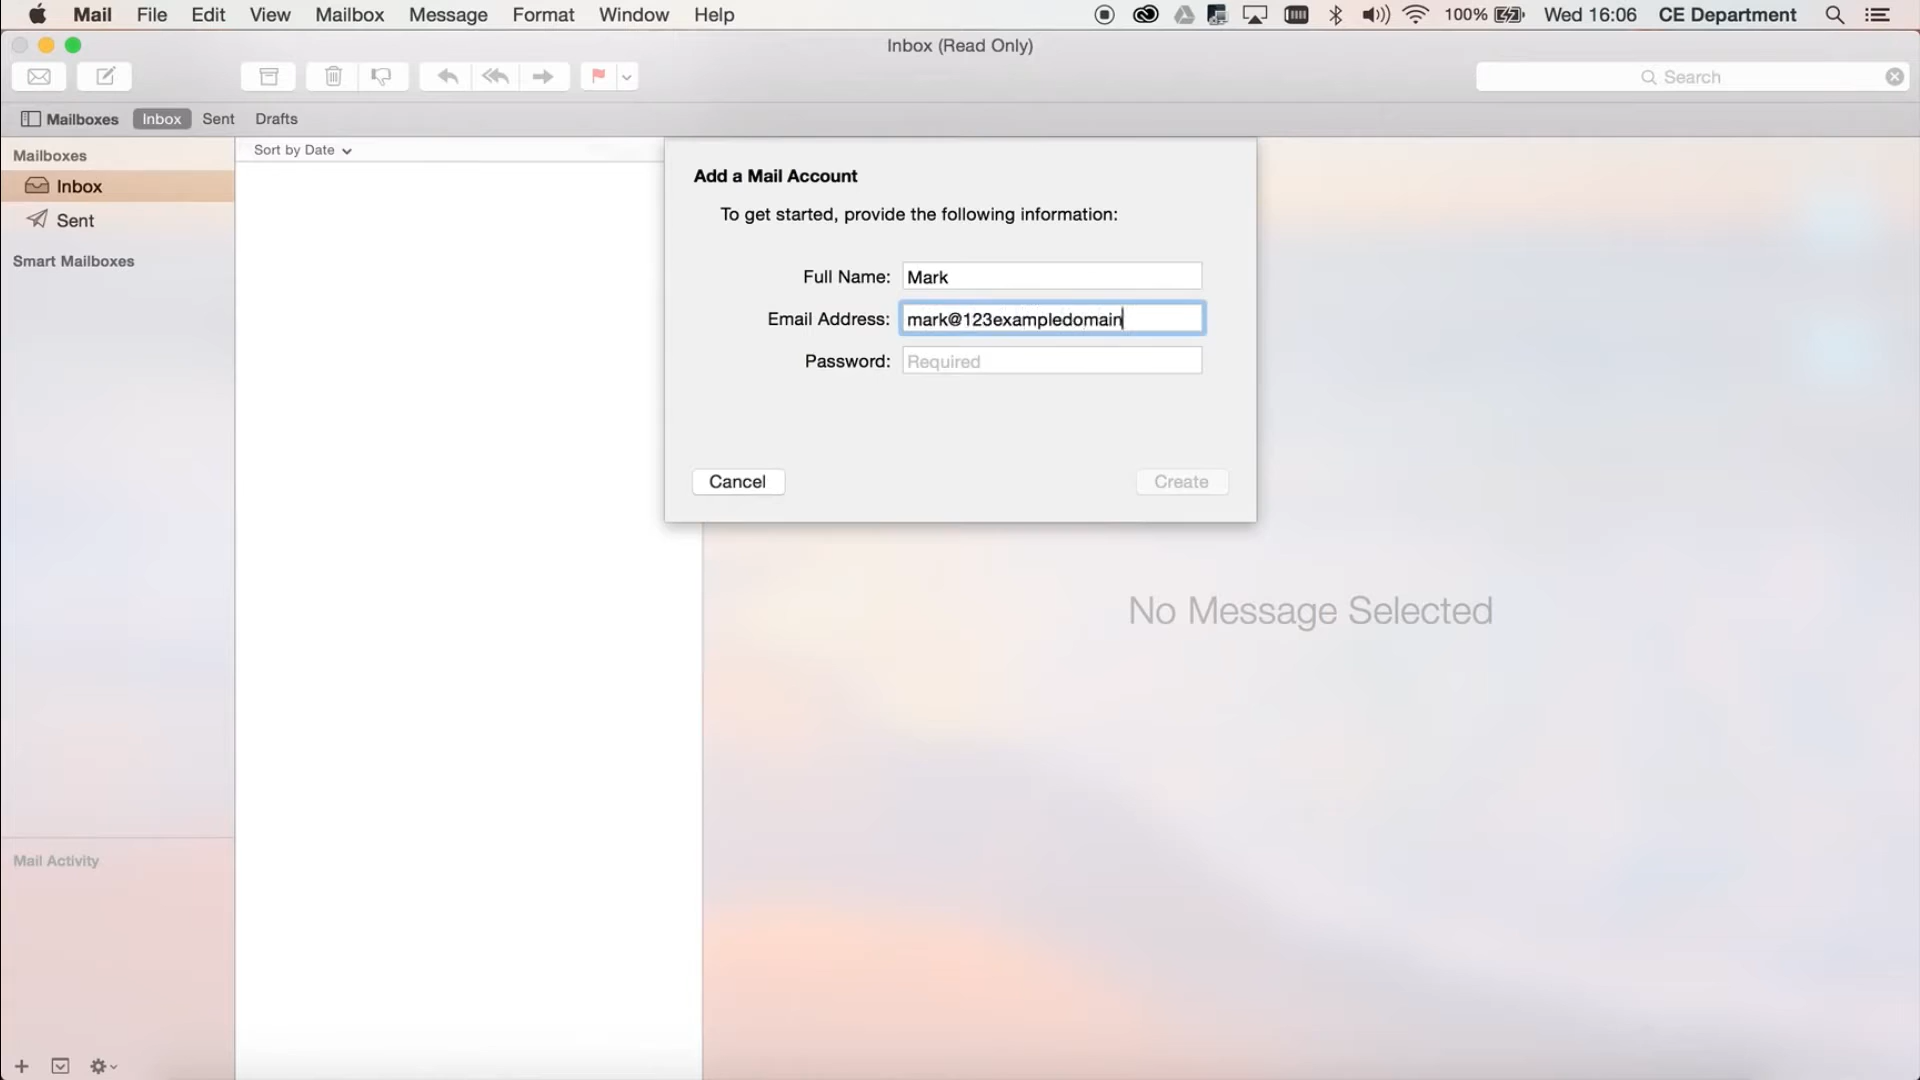 Mail File Edit View Mailbox Message Format Window Help 100% Wed 16:06 CE Department
Inbox (Read Only)
Search
Mailboxes Inbox Sent Drafts
Mailboxes
Inbox
Sent
Smart Mailboxes
Mail Activity
Sort by Date
Add a Mail Account
To get started, provide the following information:
Full Name: Mark
Email Address: mark@123exampledomain
Password: Required
Cancel Create
No Message Selected